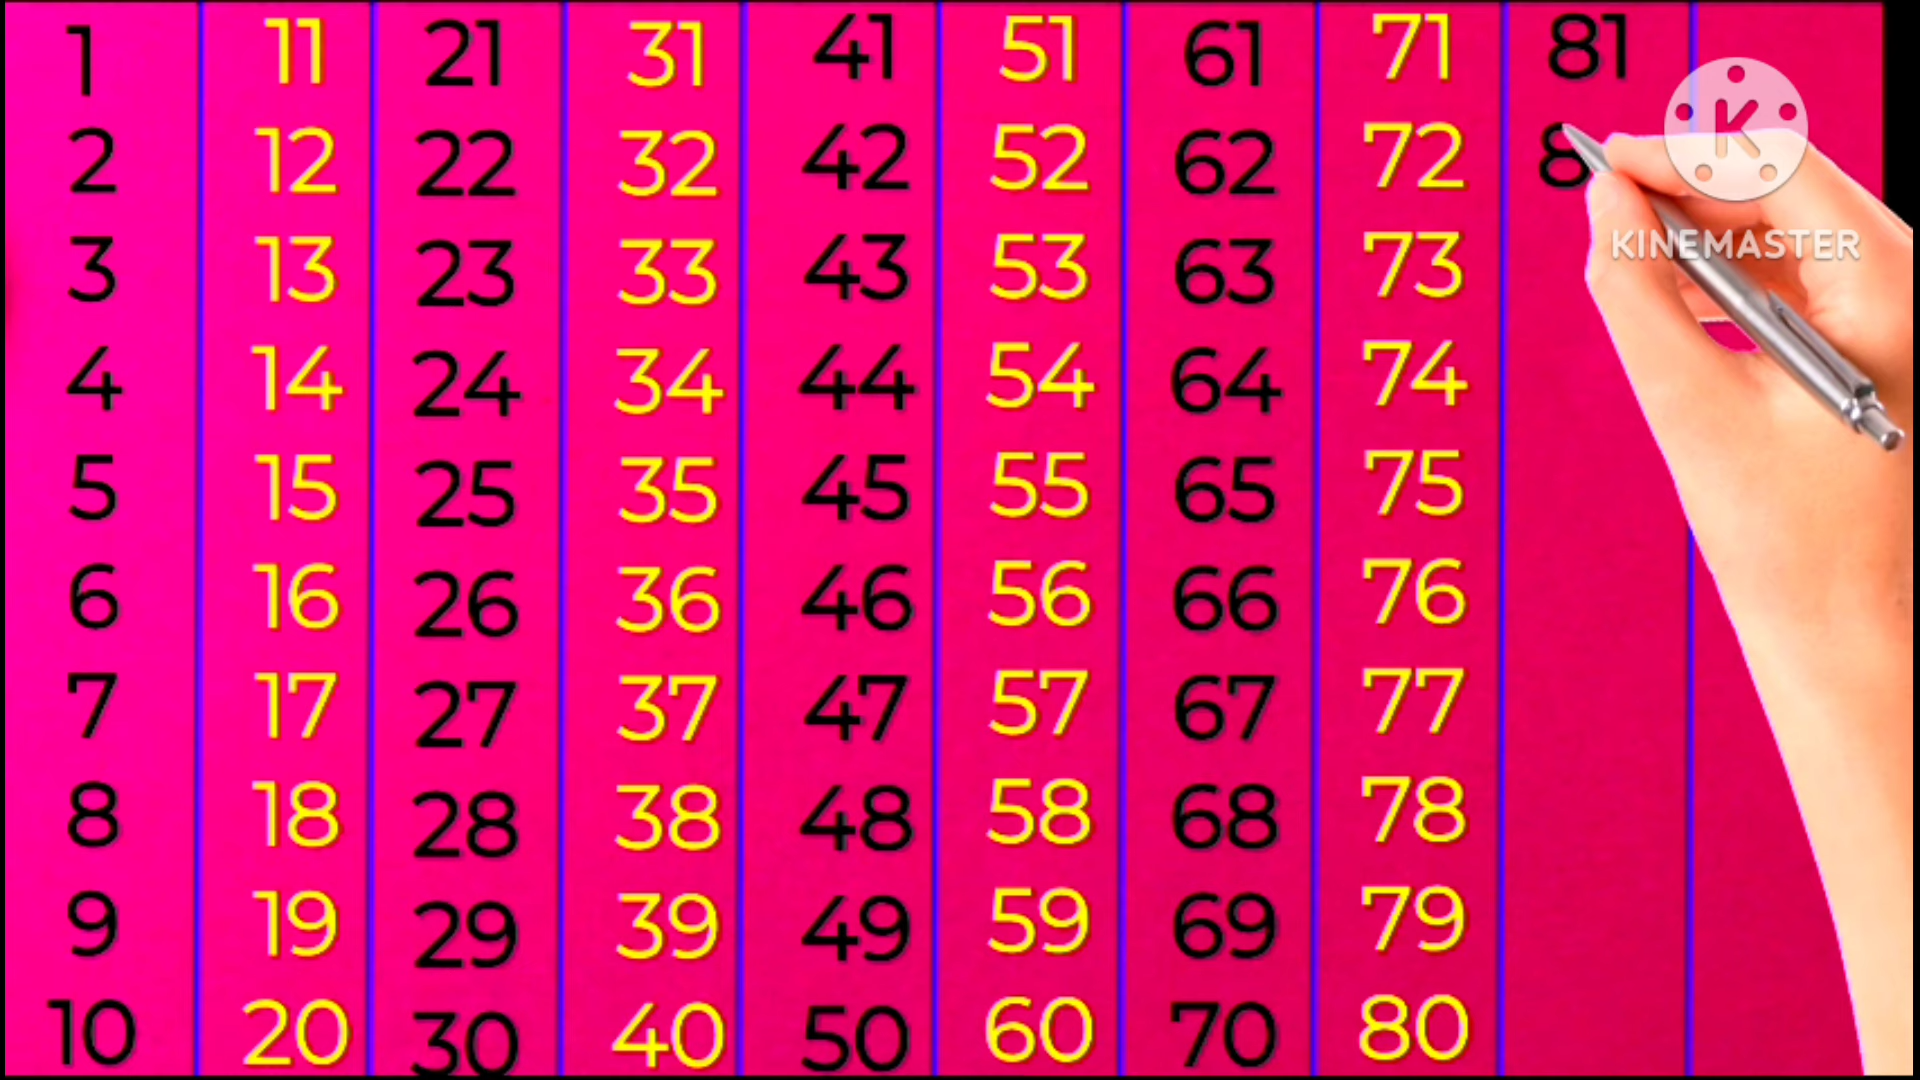 1 11 21 31 41 51 61 71 81
2 12 22 32 42 52 62 72 8
3 13 23 33 43 53 63 73
KINEMASTER
4 14 24 34 44 54 64 74
5 15 25 35 45 55 65 75
6 16 26 36 46 56 66 76
7 17 27 37 47 57 67 77
8 18 28 38 48 58 68 78
9 19 29 39 49 59 69 79
10 20 30 40 50 60 70 80